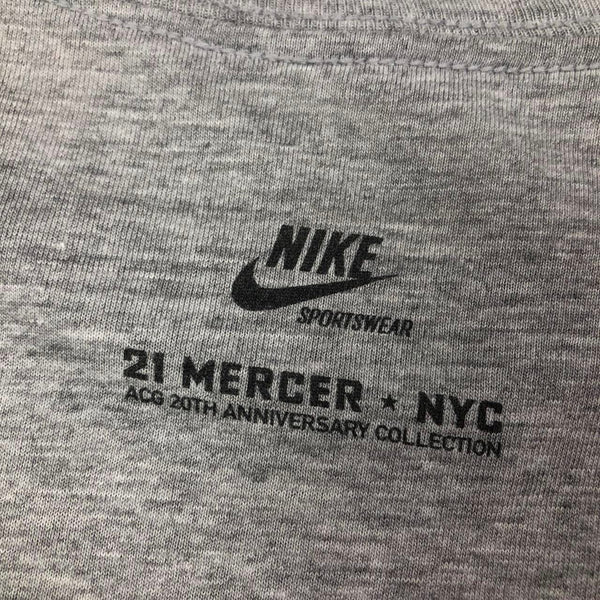 NIKE
SPORTSWEAR
21 MERCER ★ NYC
ACG 20TH ANNIVERSARY COLLECTION